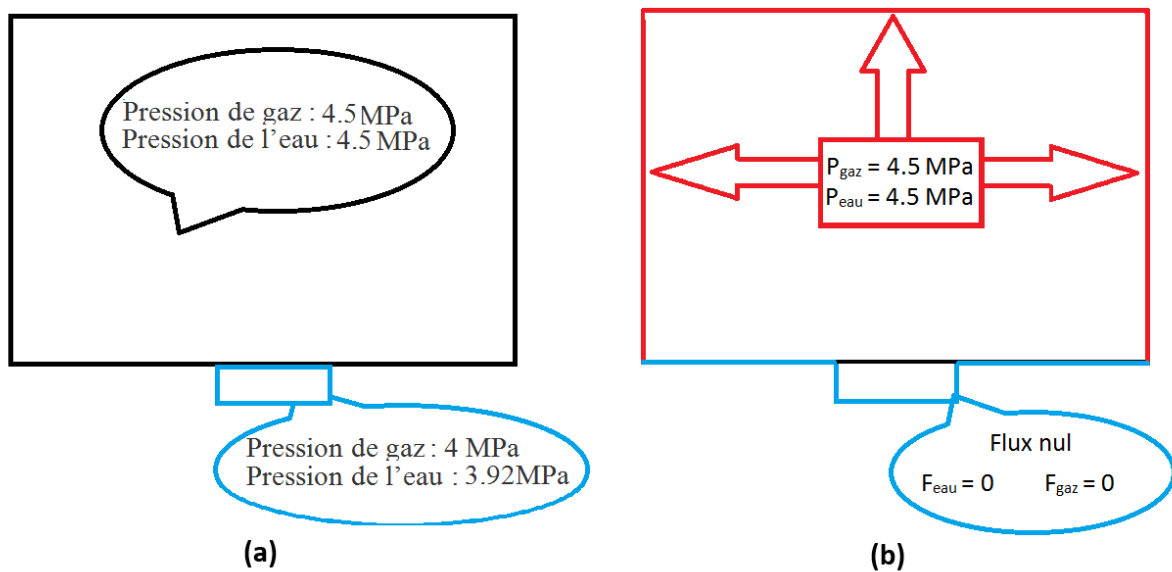 Pression de gaz : 4.5 MPa
Pression de l'eau : 4.5 MPa
Pression de gaz : 4 MPa
Pression de l'eau : 3.92MPa
(a)
Pgaz = 4.5 MPa
Peau = 4.5 MPa
Flux nul
Feau = 0 Fgaz = 0
(b)